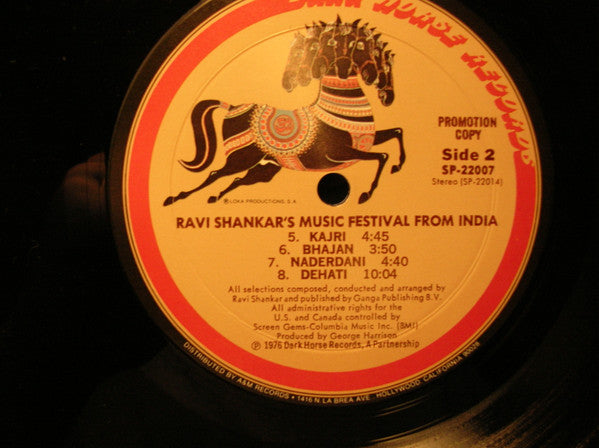 DARK HORSE RECORDS
PROMOTION
COPY
Side 2
SP-22007
Stereo (SP-22014)
℗ LOKA PRODUCTIONS, S.A.
RAVI SHANKAR'S MUSIC FESTIVAL FROM INDIA
5. KAJRI 4:45
6. BHAJAN 3:50
7. NADERDANI 4:40
8. DEHATI 10:04
All selections composed, conducted and arranged by
Ravi Shankar and published by Ganga Publishing B.V.
All administrative rights for the
U.S. and Canada controlled by
Screen Gems-Columbia Music Inc. (BMI)
Produced by George Harrison
℗ 1976 Dark Horse Records, A Partnership
DISTRIBUTED BY A&M RECORDS • 1416 N LA BREA AVE. HOLLYWOOD, CALIFORNIA 90028